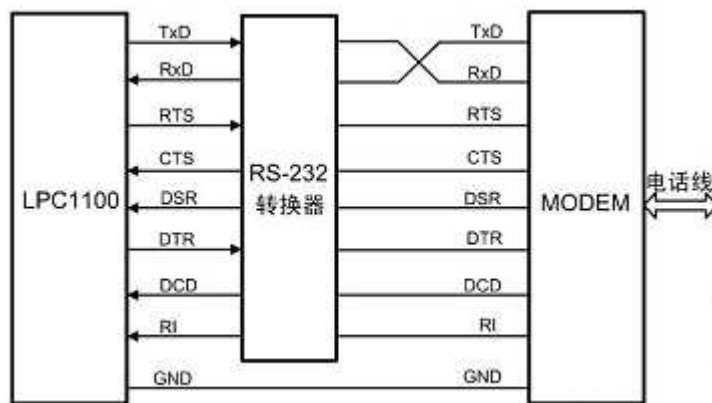 TxD TxD
RxD RxD
RTS RTS
CTS CTS
RS-232
转换器
LPC1100
DSR DSR
MODEM
电话线
DTR DTR
DCD DCD
RI RI
GND GND